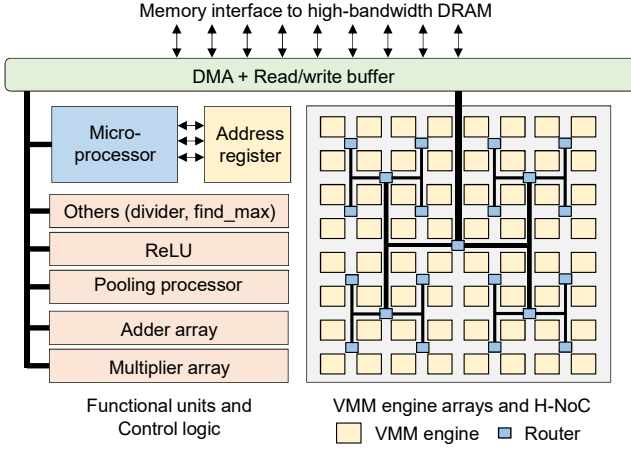 Memory interface to high-bandwidth DRAM
DMA + Read/write buffer
Micro-
processor
Address
register
Others (divider, find_max)
ReLU
Pooling processor
Adder array
Multiplier array
Functional units and
Control logic
VMM engine arrays and H-NoC
VMM engine
Router